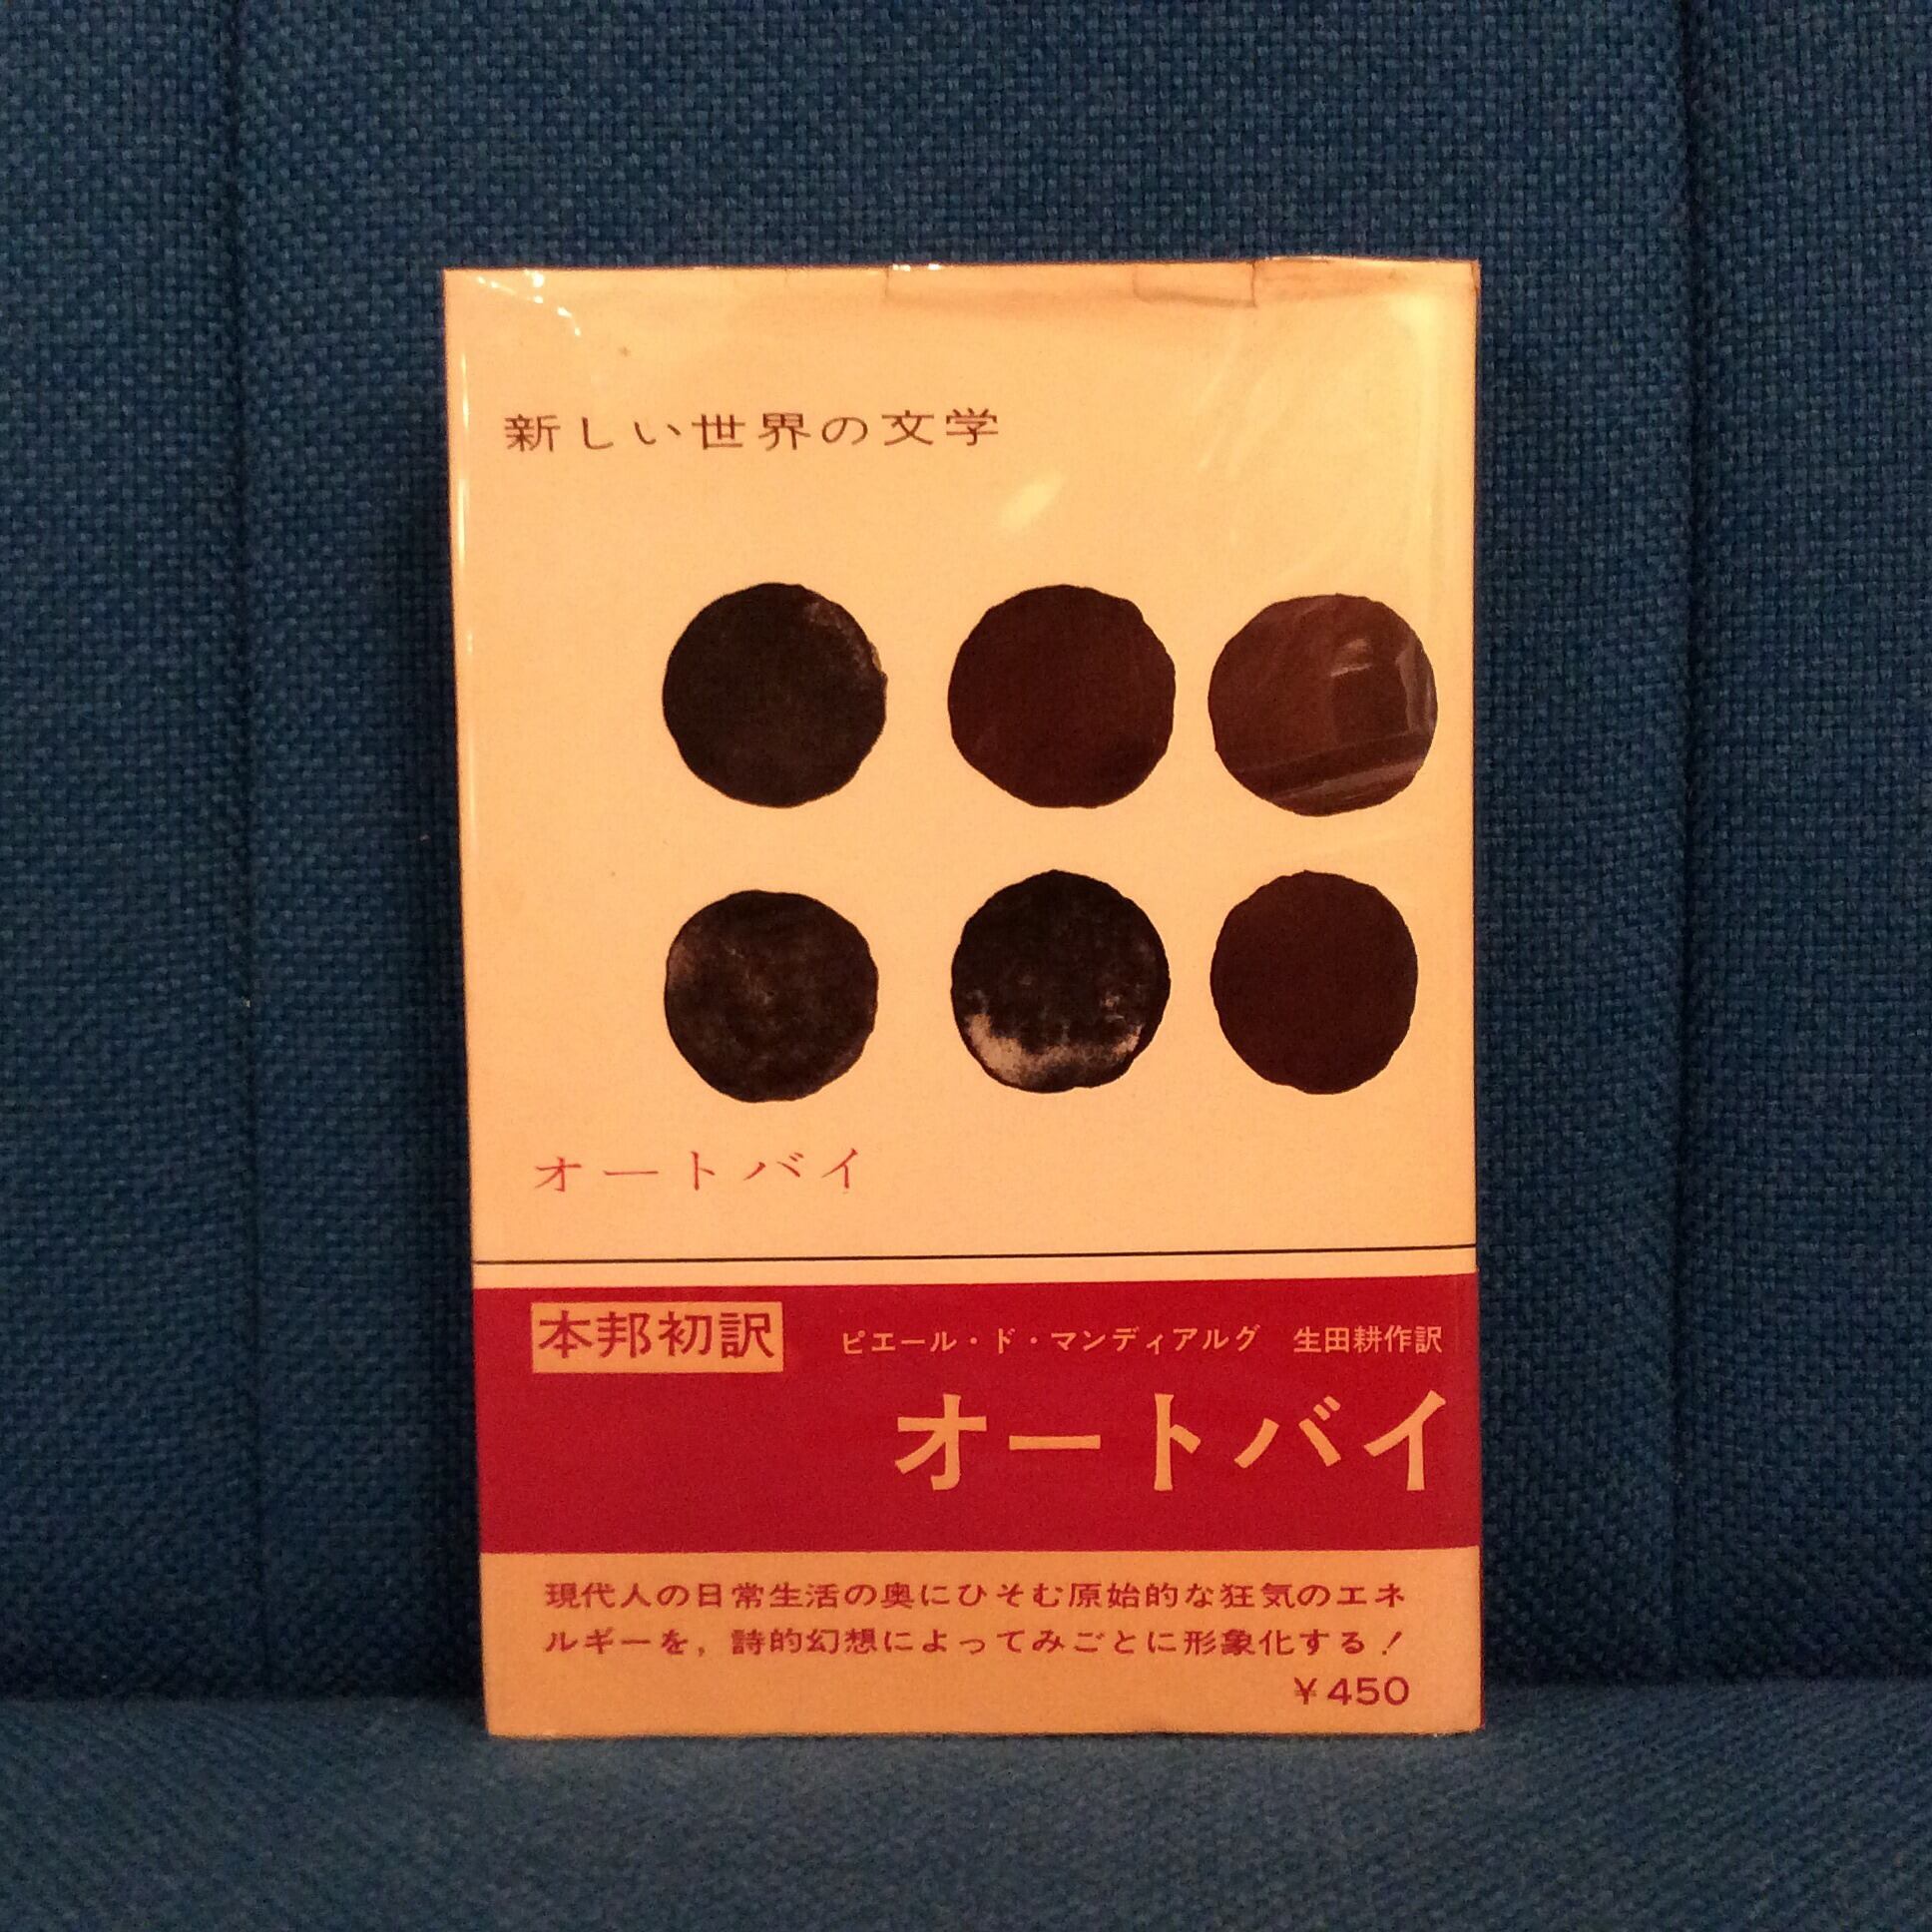 新しい世界の文学
オートバイ
本邦初訳
ピエール・ド・マンディアルグ 生田耕作訳
オートバイ
現代人の日常生活の奥にひそむ原始的な狂気のエネ
ルギーを，詩的幻想によってみごとに形象化する！
￥450